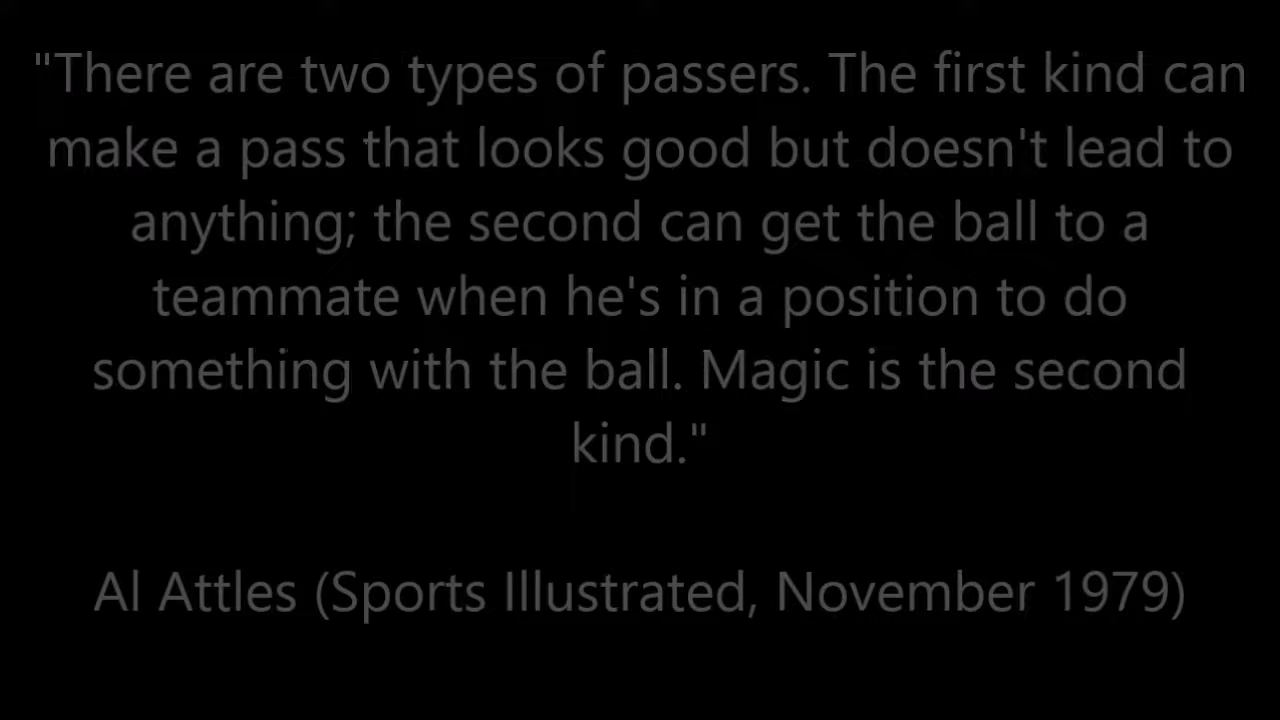 "There are two types of passers. The first kind can
make a pass that looks good but doesn't lead to
anything; the second can get the ball to a
teammate when he's in a position to do
something with the ball. Magic is the second
kind."
Al Attles (Sports Illustrated, November 1979)